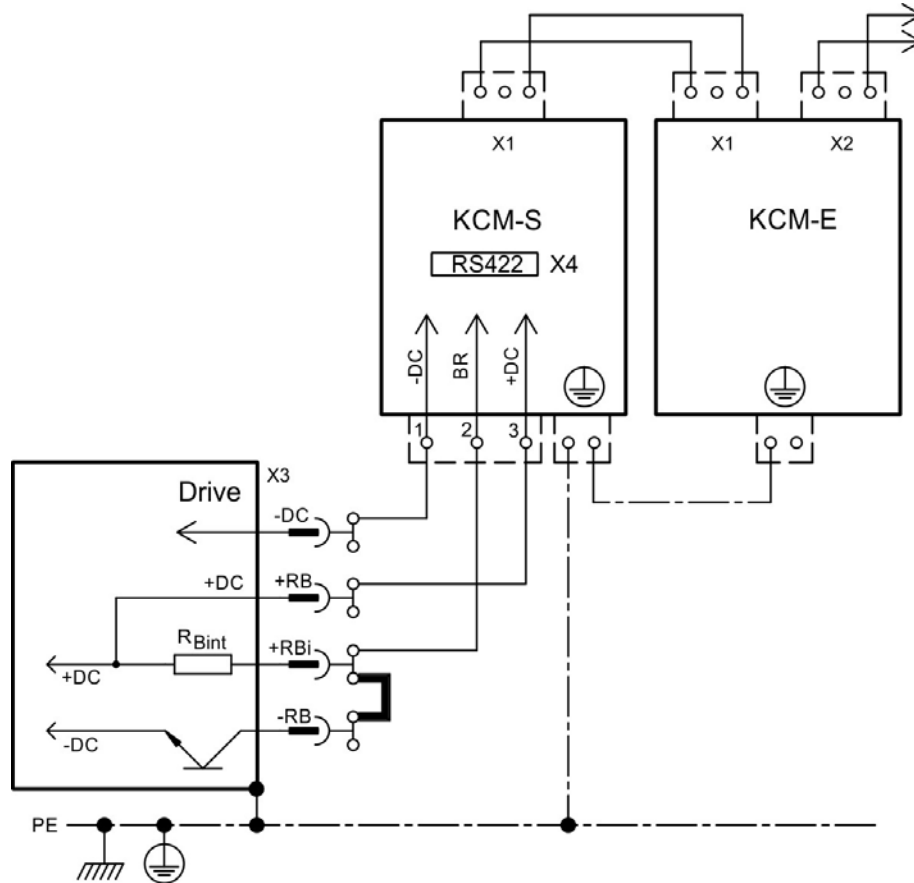 X1
X1
X2
KCM-S
KCM-E
RS422
X4
-DC
BR
+DC
1
2
3
X3
Drive
-DC
+DC
+RB
RBint
+RBi
+DC
-RB
-DC
PE